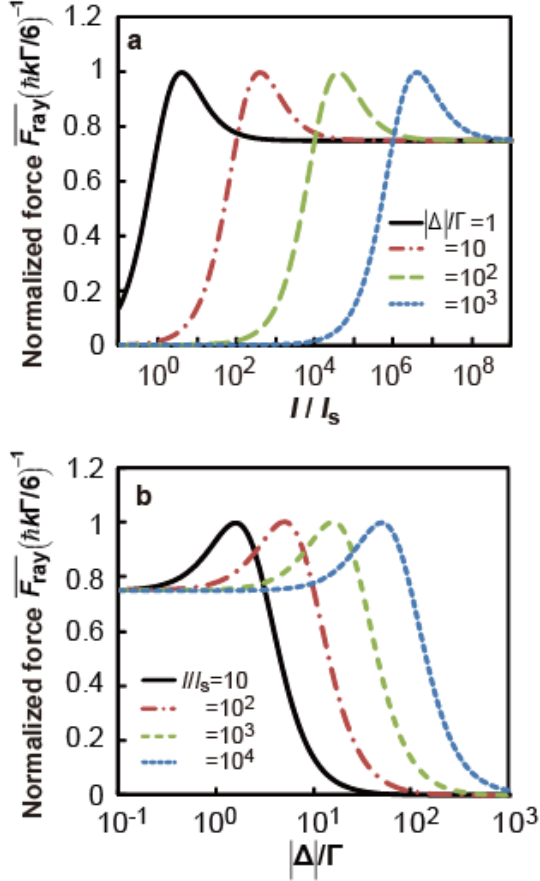 a
Normalized force F̅ray(ħkΓ/6)⁻¹
1.2
1
0.8
0.6
0.4
0.2
0
|Δ|/Γ =1
=10
=10²
=10³
10⁰ 10² 10⁴ 10⁶ 10⁸
I / Iₛ
b
Normalized force F̅ray(ħkΓ/6)⁻¹
1.2
1
0.8
0.6
0.4
0.2
0
I/Iₛ=10
=10²
=10³
=10⁴
10⁻¹ 10⁰ 10¹ 10² 10³
|Δ|/Γ